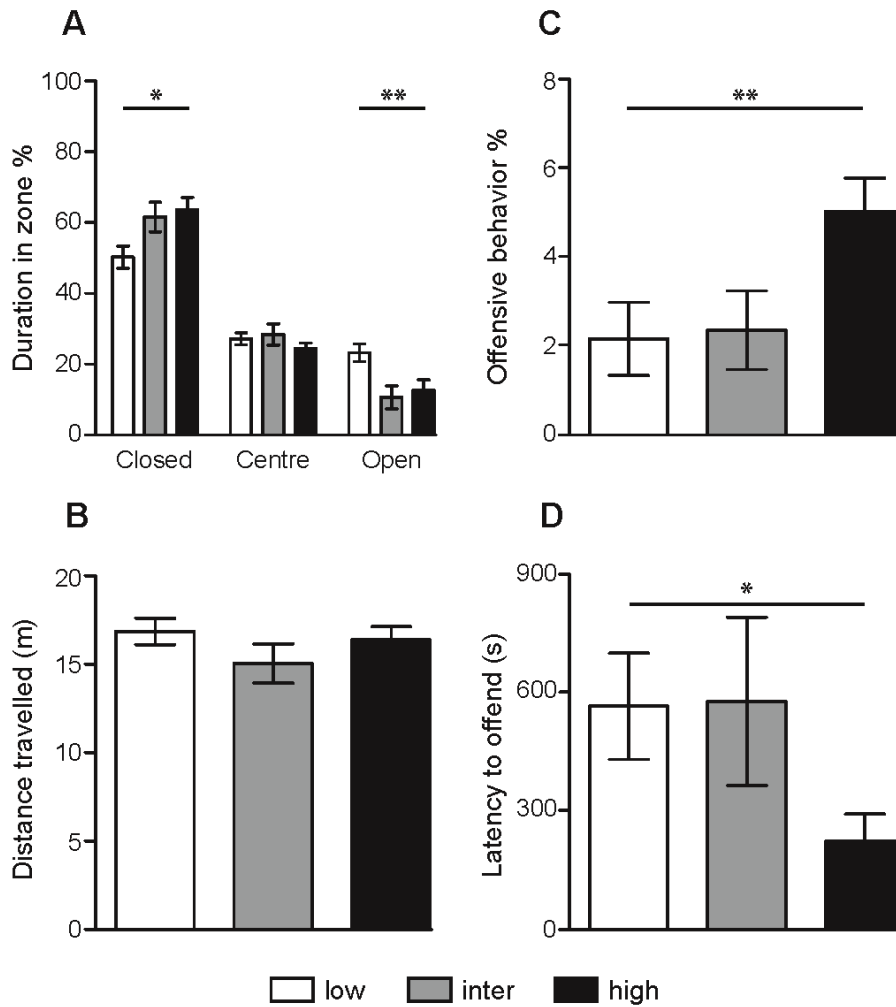 A
Duration in zone %
100
80
60
40
20
0
*
**
Closed Centre Open
B
Distance travelled (m)
20
15
10
5
0
C
Offensive behavior %
8
6
4
2
0
**
D
Latency to offend (s)
900
600
300
0
*
low inter high